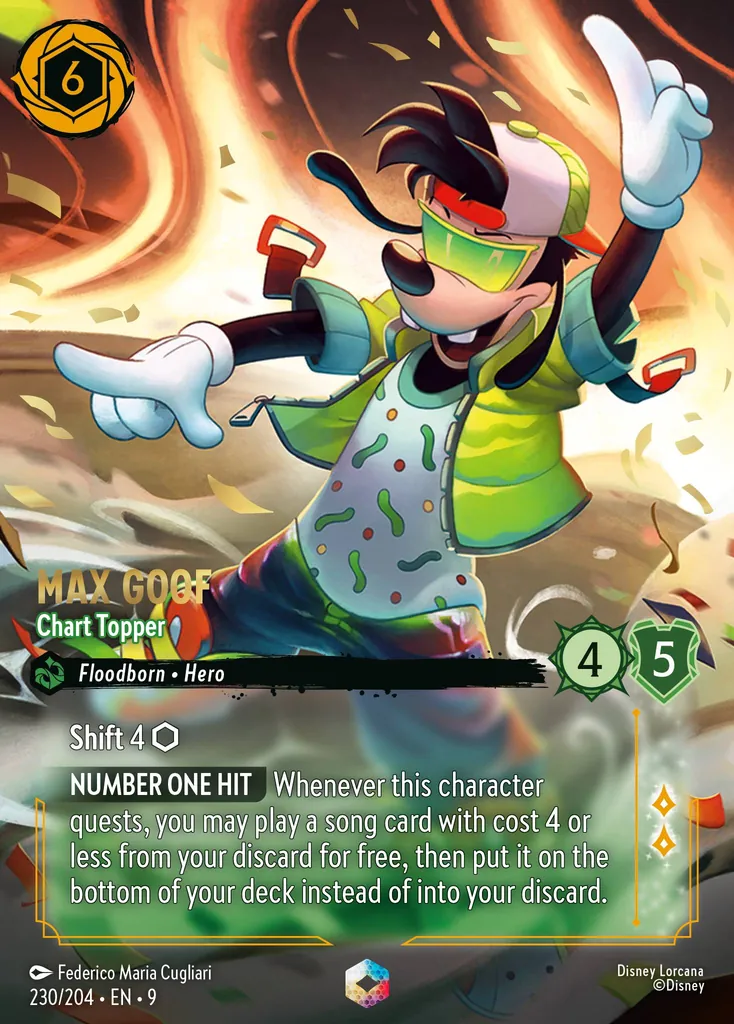 6
MAX GOOF
Chart Topper
Floodborn • Hero
4
5
Shift 4 ⬡
NUMBER ONE HIT Whenever this character
quests, you may play a song card with cost 4 or
less from your discard for free, then put it on the
bottom of your deck instead of into your discard.
Federico Maria Cugliari
230/204 • EN • 9
Disney Lorcana
©Disney